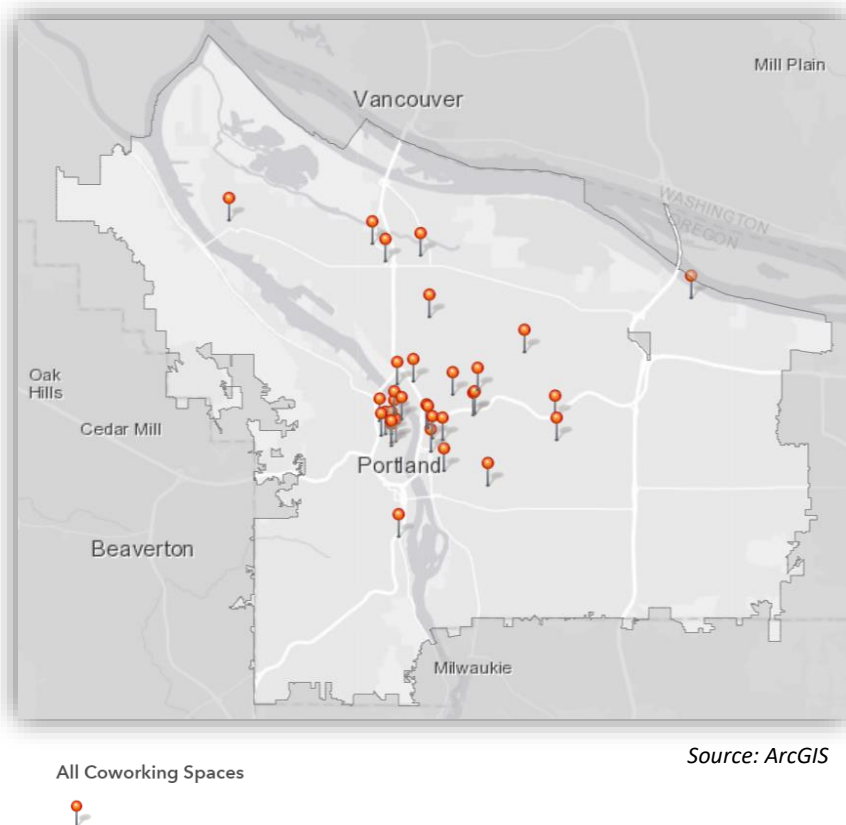 Mill Plain
Vancouver
WASHINGTON
OREGON
Oak
Hills
Cedar Mill
Portland
Beaverton
Milwaukie
Source: ArcGIS
All Coworking Spaces